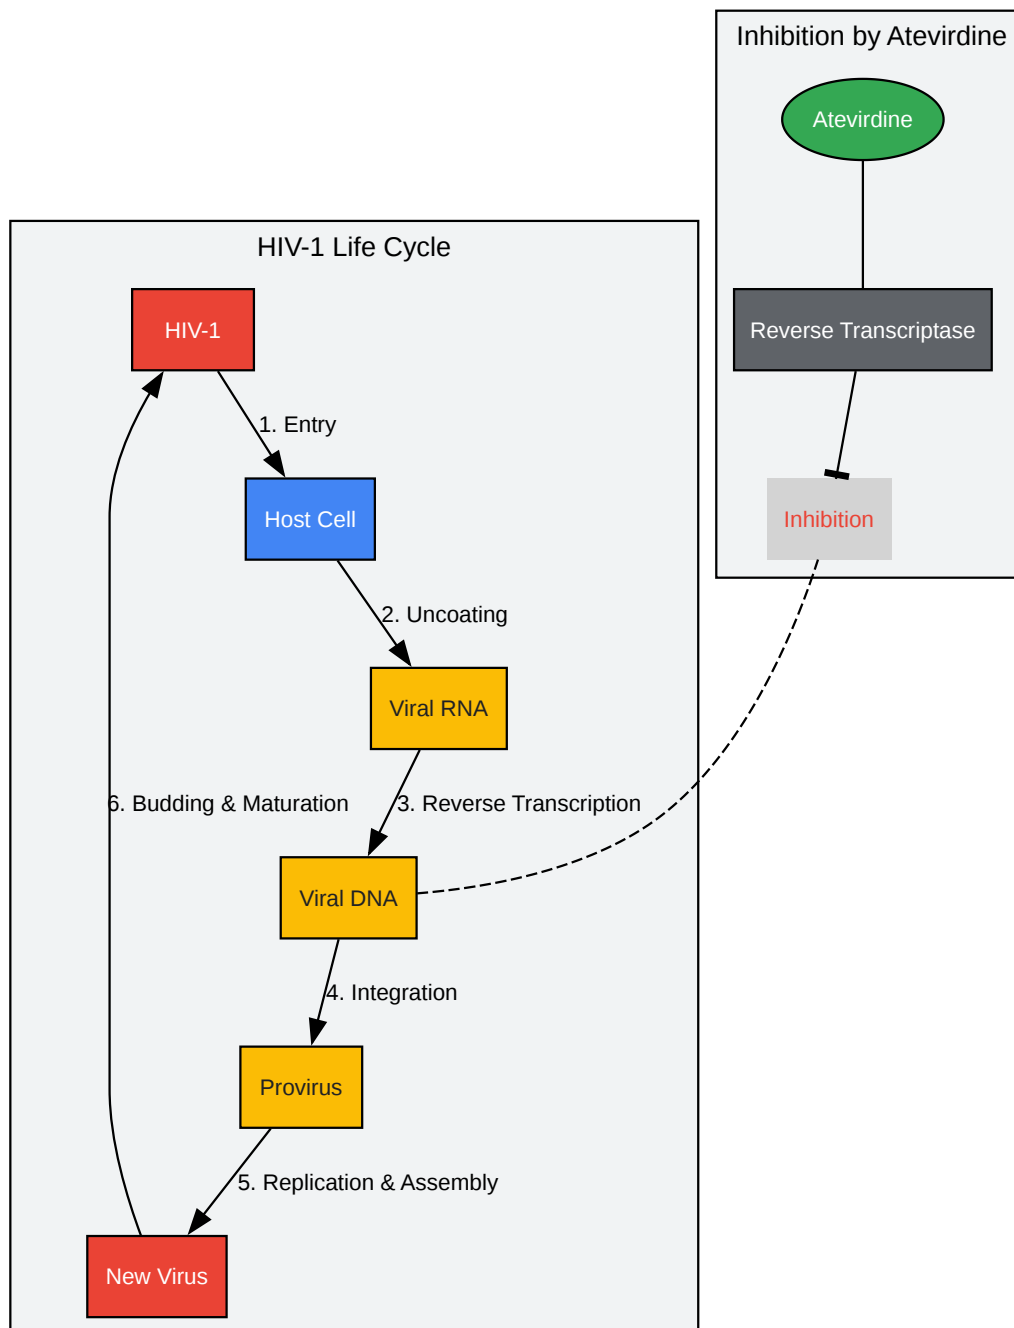 Inhibition by Atevirdine
Atevirdine
Reverse Transcriptase
Inhibition
HIV-1 Life Cycle
HIV-1
1. Entry
Host Cell
2. Uncoating
Viral RNA
6. Budding & Maturation
3. Reverse Transcription
Viral DNA
4. Integration
Provirus
5. Replication & Assembly
New Virus